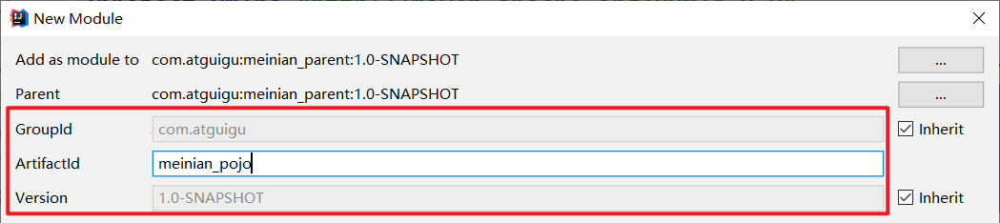 New Module
Add as module to com.atguigu:meinian_parent:1.0-SNAPSHOT ...
Parent com.atguigu:meinian_parent:1.0-SNAPSHOT ...
GroupId com.atguigu Inherit
ArtifactId meinian_pojo
Version 1.0-SNAPSHOT Inherit